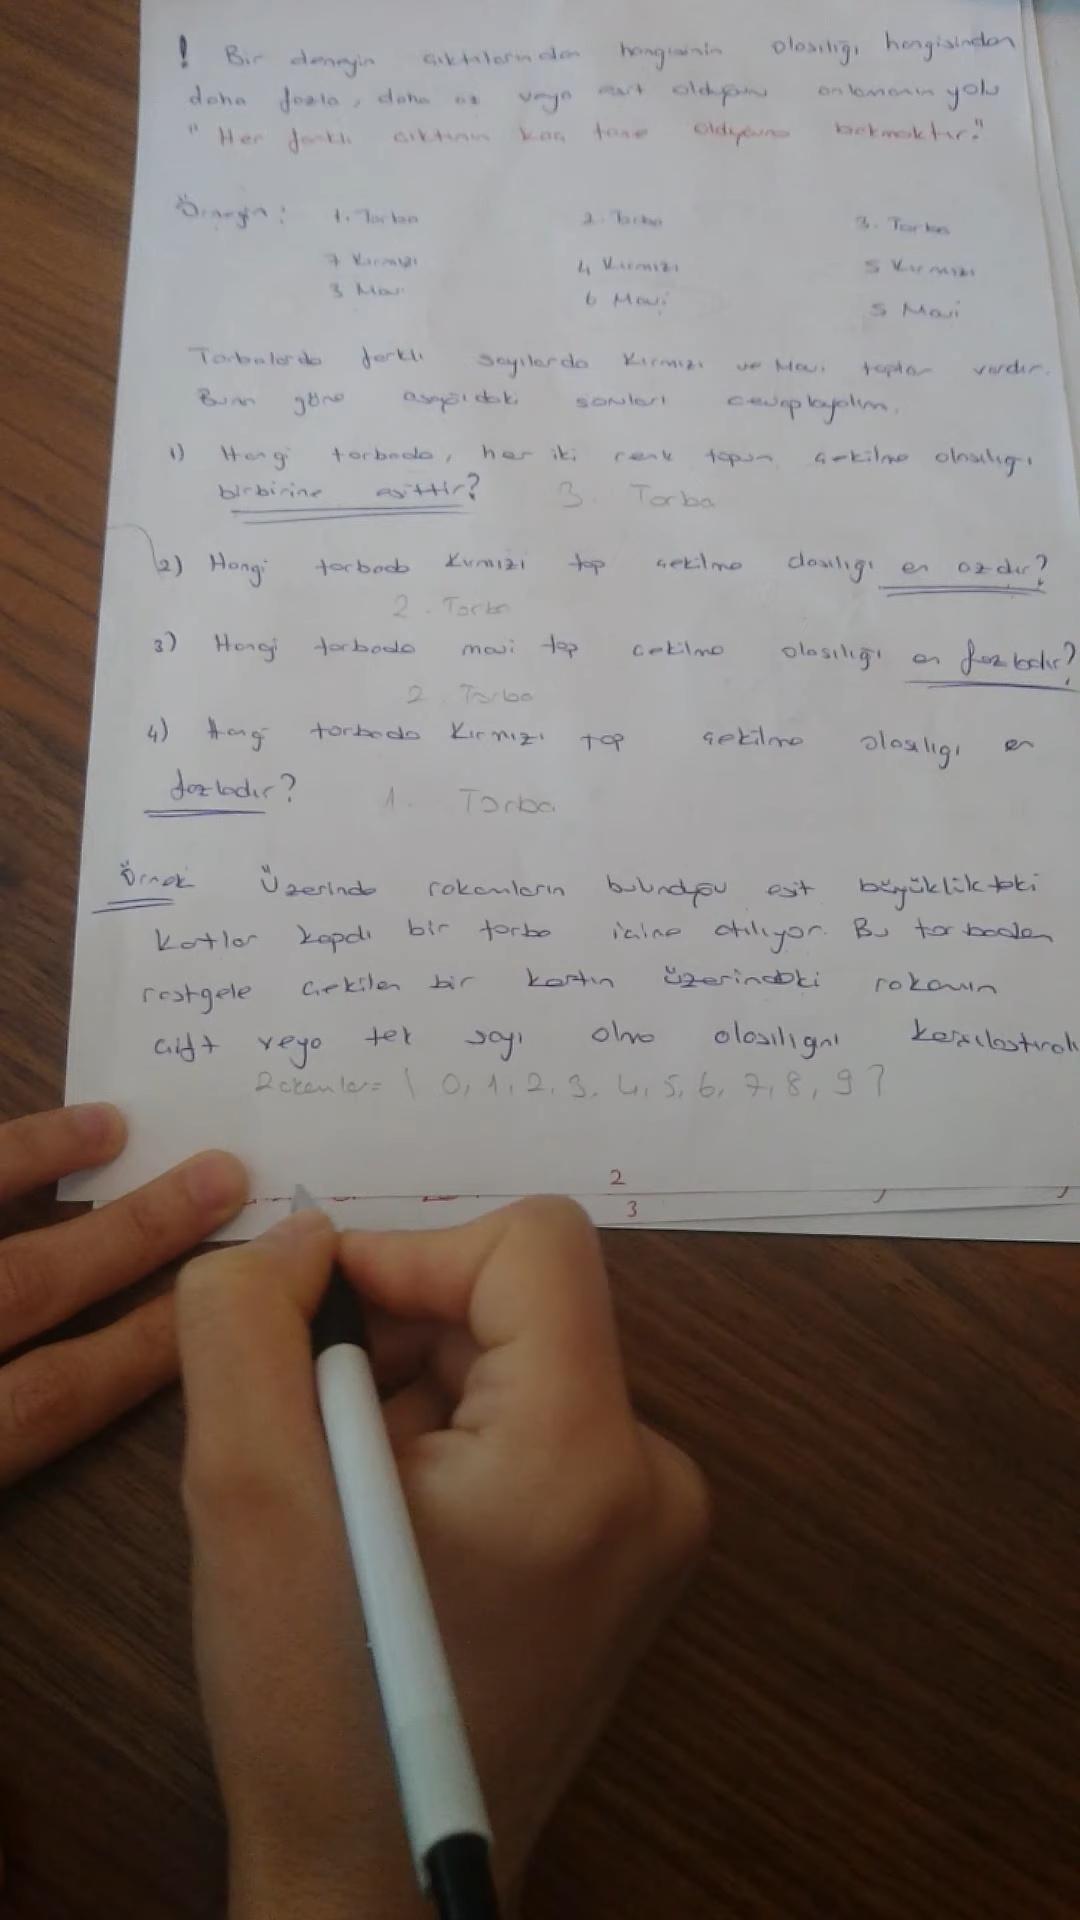 ! Bir deneyin çıktılarından hangisinin olasılığı hangisinden
daha fazla, daha az veya eşit olduğunu anlamanın yolu
"Her farklı çıktının kaç tane olduğuna bakmaktır."
Örneğin: 1. Torba 2. Torba 3. Torba
7 Kırmızı 4 Kırmızı 5 Kırmızı
3 Mavi 6 Mavi 5 Mavi
Torbalarda farklı sayılarda Kırmızı ve Mavi toplar vardır.
Buna göre aşağıdaki soruları cevaplayalım.
1) Hangi torbada, her iki renk topun çekilme olasılığı
birbirine eşittir? 3. Torba
2) Hangi torbada Kırmızı top çekilme olasılığı en azdır?
2. Torba
3) Hangi torbada mavi top çekilme olasılığı en fazladır?
2. Torba
4) Hangi torbada Kırmızı top çekilme olasılığı en
fazladır? 1. Torba
Örnek Üzerinde rakamların bulunduğu eşit büyüklükteki
kartlar kapalı bir torba içine atılıyor. Bu torbadan
rastgele çekilen bir kartın üzerindeki rakamın
çift veya tek sayı olma olasılığını
Rakamlar = { 0, 1, 2, 3, 4, 5, 6, 7, 8, 9 }
2
3